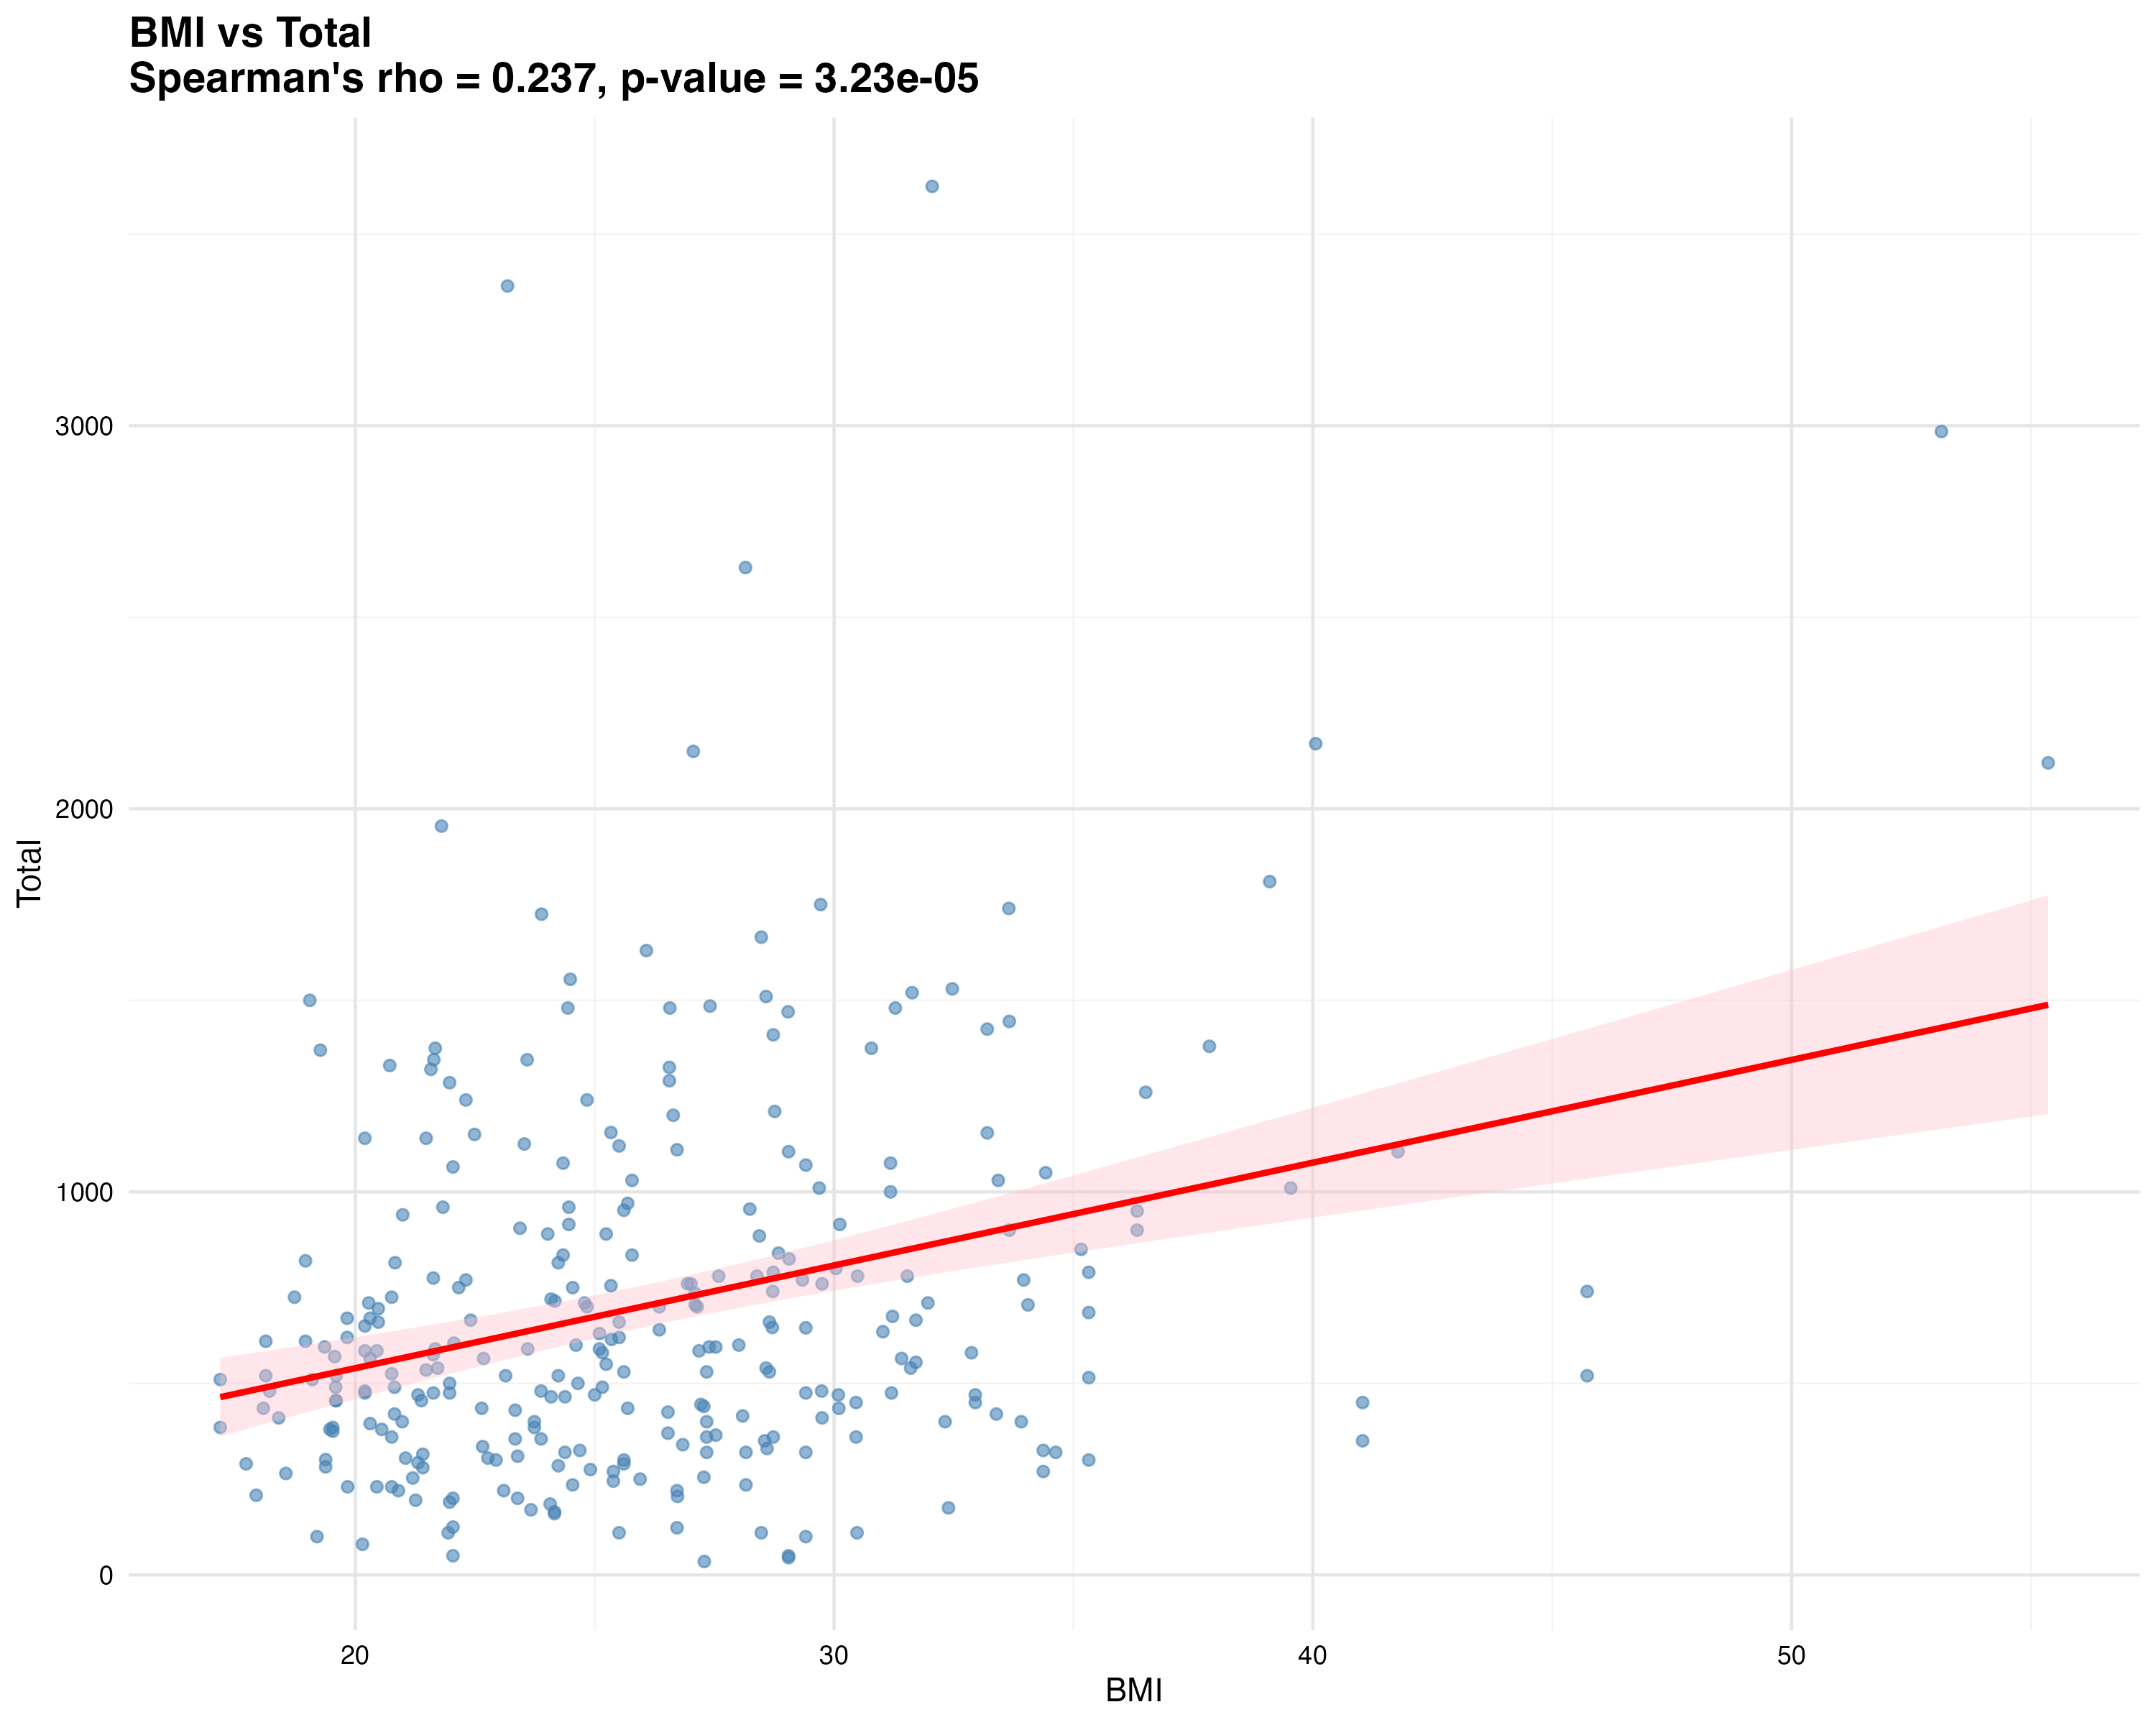 BMI vs Total
Spearman's rho = 0.237, p-value = 3.23e-05
3000
2000
1000
0
Total
20
30
40
50
BMI